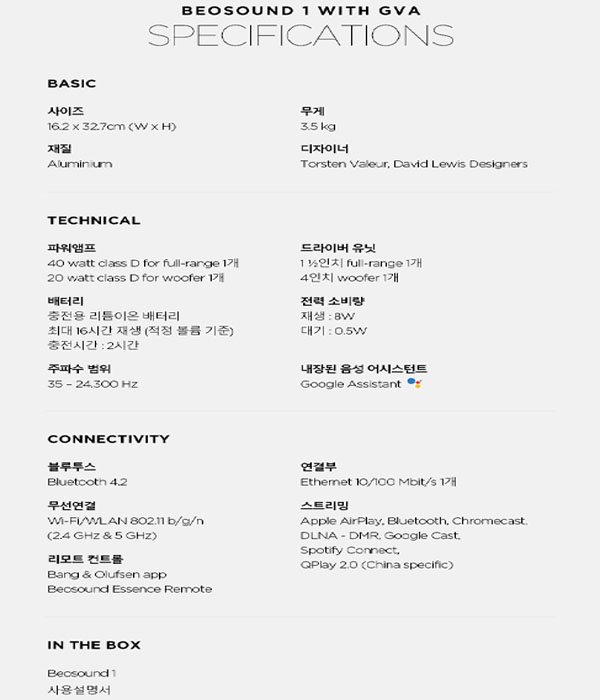 BEOSOUND 1 WITH GVA
SPECIFICATIONS
BASIC
사이즈
16.2 x 32.7cm (W x H)
무게
3.5 kg
재질
Aluminium
디자이너
Torsten Valeur, David Lewis Designers
TECHNICAL
파워앰프
40 watt class D for full-range 1개
20 watt class D for woofer 1개
드라이버 유닛
1 ½인치 full-range 1개
4인치 woofer 1개
배터리
충전용 리튬이온 배터리
최대 16시간 재생 (적정 볼륨 기준)
충전시간 : 2시간
전력 소비량
재생 : 8W
대기 : 0.5W
주파수 범위
35 – 24.300 Hz
내장된 음성 어시스턴트
Google Assistant
CONNECTIVITY
블루투스
Bluetooth 4.2
연결부
Ethernet 10/100 Mbit/s 1개
무선연결
Wi-Fi/WLAN 802.11 b/g/n
(2.4 GHz & 5 GHz)
스트리밍
Apple AirPlay, Bluetooth, Chromecast,
DLNA - DMR, Google Cast,
Spotify Connect,
QPlay 2.0 (China specific)
리모트 컨트롤
Bang & Olufsen app
Beosound Essence Remote
IN THE BOX
Beosound 1
사용설명서